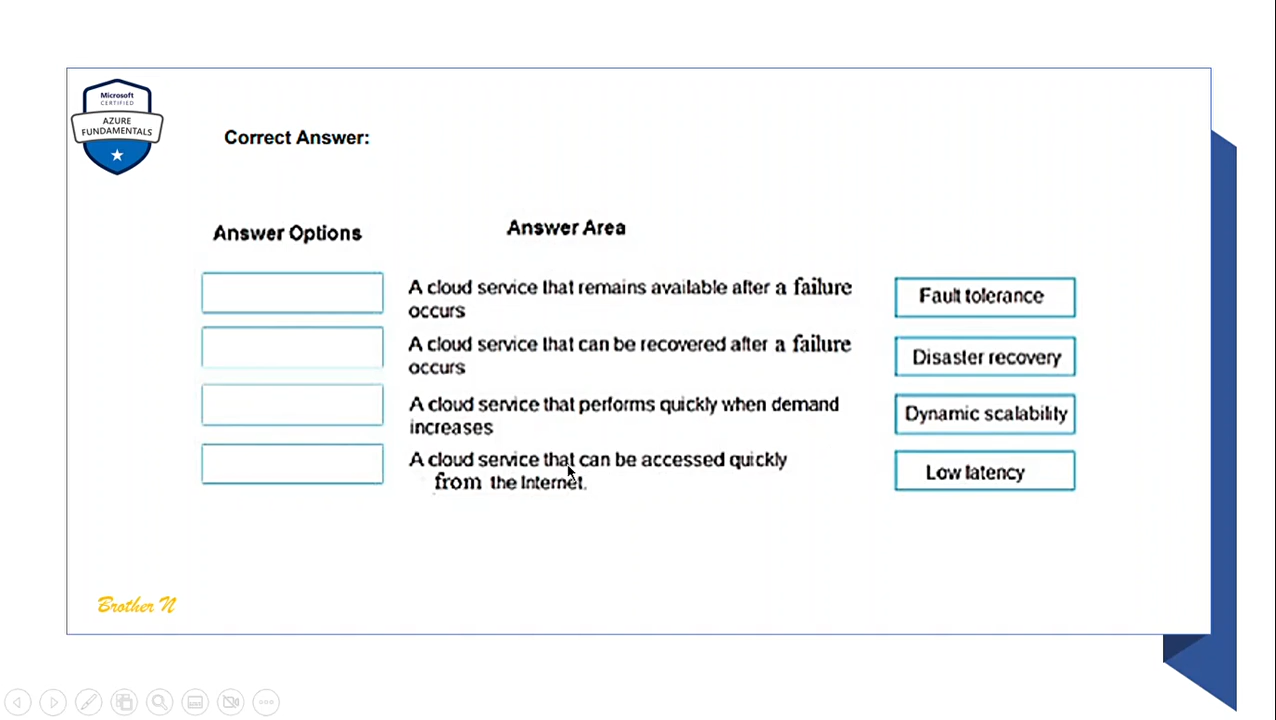 Microsoft
CERTIFIED
AZURE
FUNDAMENTALS
Correct Answer:
Answer Options
Answer Area
A cloud service that remains available after a failure
occurs
Fault tolerance
A cloud service that can be recovered after a failure
occurs
Disaster recovery
A cloud service that performs quickly when demand
increases
Dynamic scalability
A cloud service that can be accessed quickly
from the Internet.
Low latency
Brother N